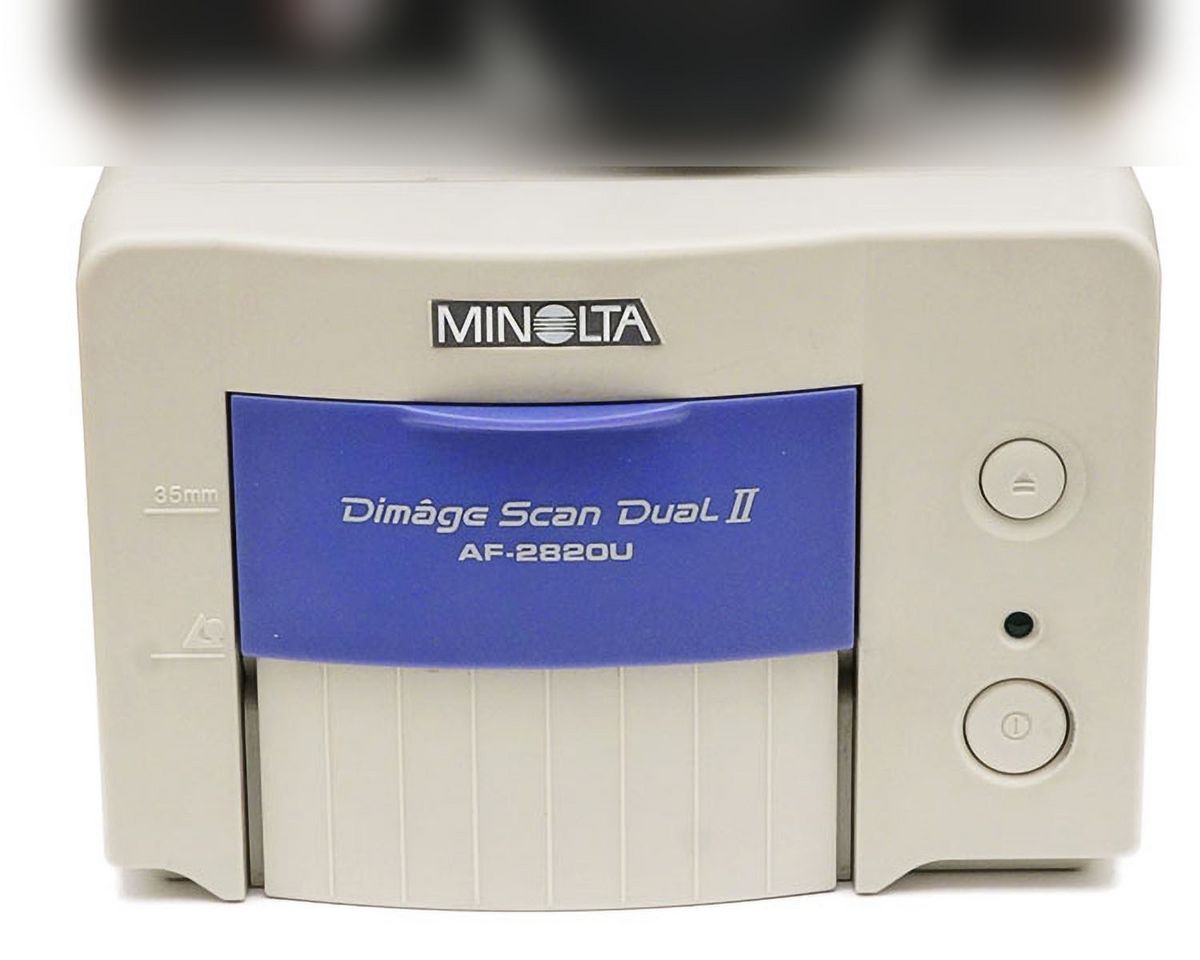 MINOLTA
35mm
Dimâge Scan Dual II
AF-2820U